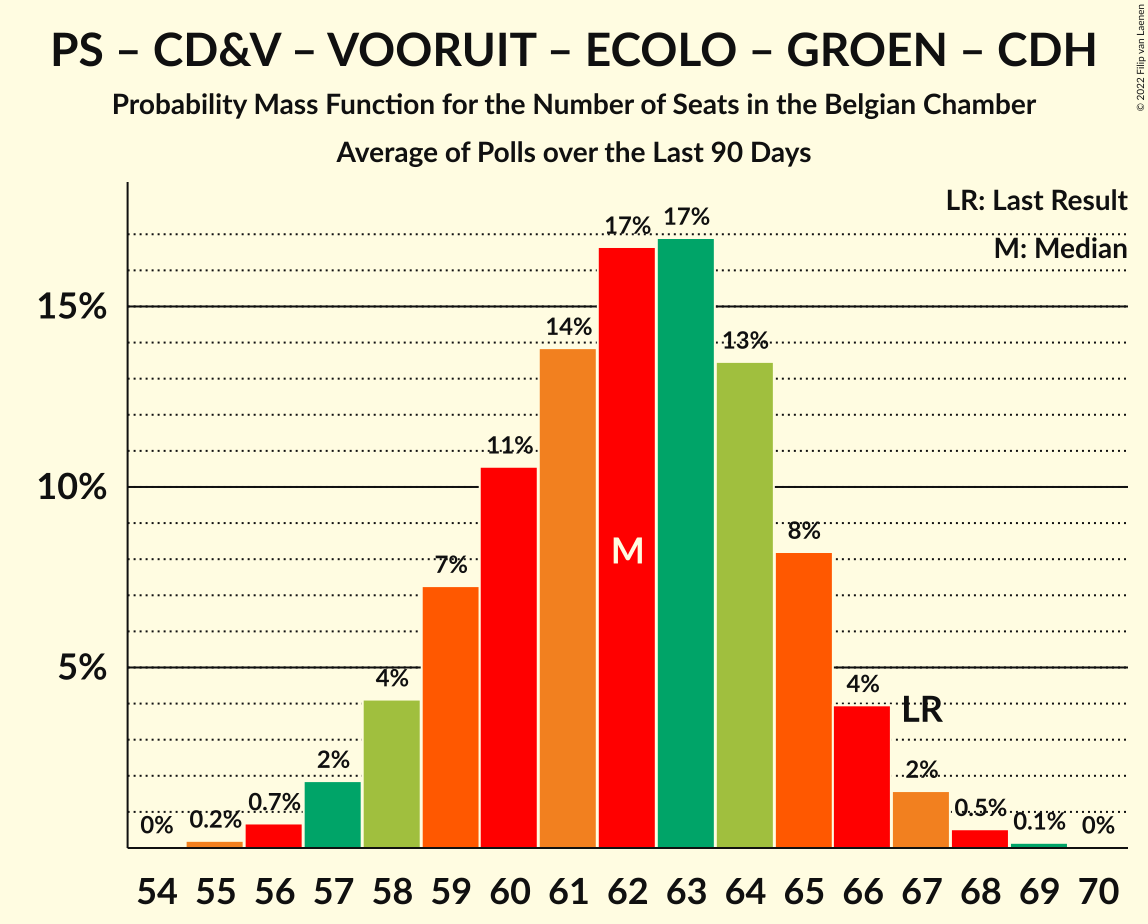 PS – CD&V – VOORUIT – ECOLO – GROEN – CDH
Probability Mass Function for the Number of Seats in the Belgian Chamber
Average of Polls over the Last 90 Days
© 2022 Filip van Laenen
LR: Last Result
M: Median
15%
10%
5%
0%
0.2%
0.7%
2%
4%
7%
11%
14%
17%
17%
13%
8%
4%
2%
0.5%
0.1%
0%
M
LR
54 55 56 57 58 59 60 61 62 63 64 65 66 67 68 69 70